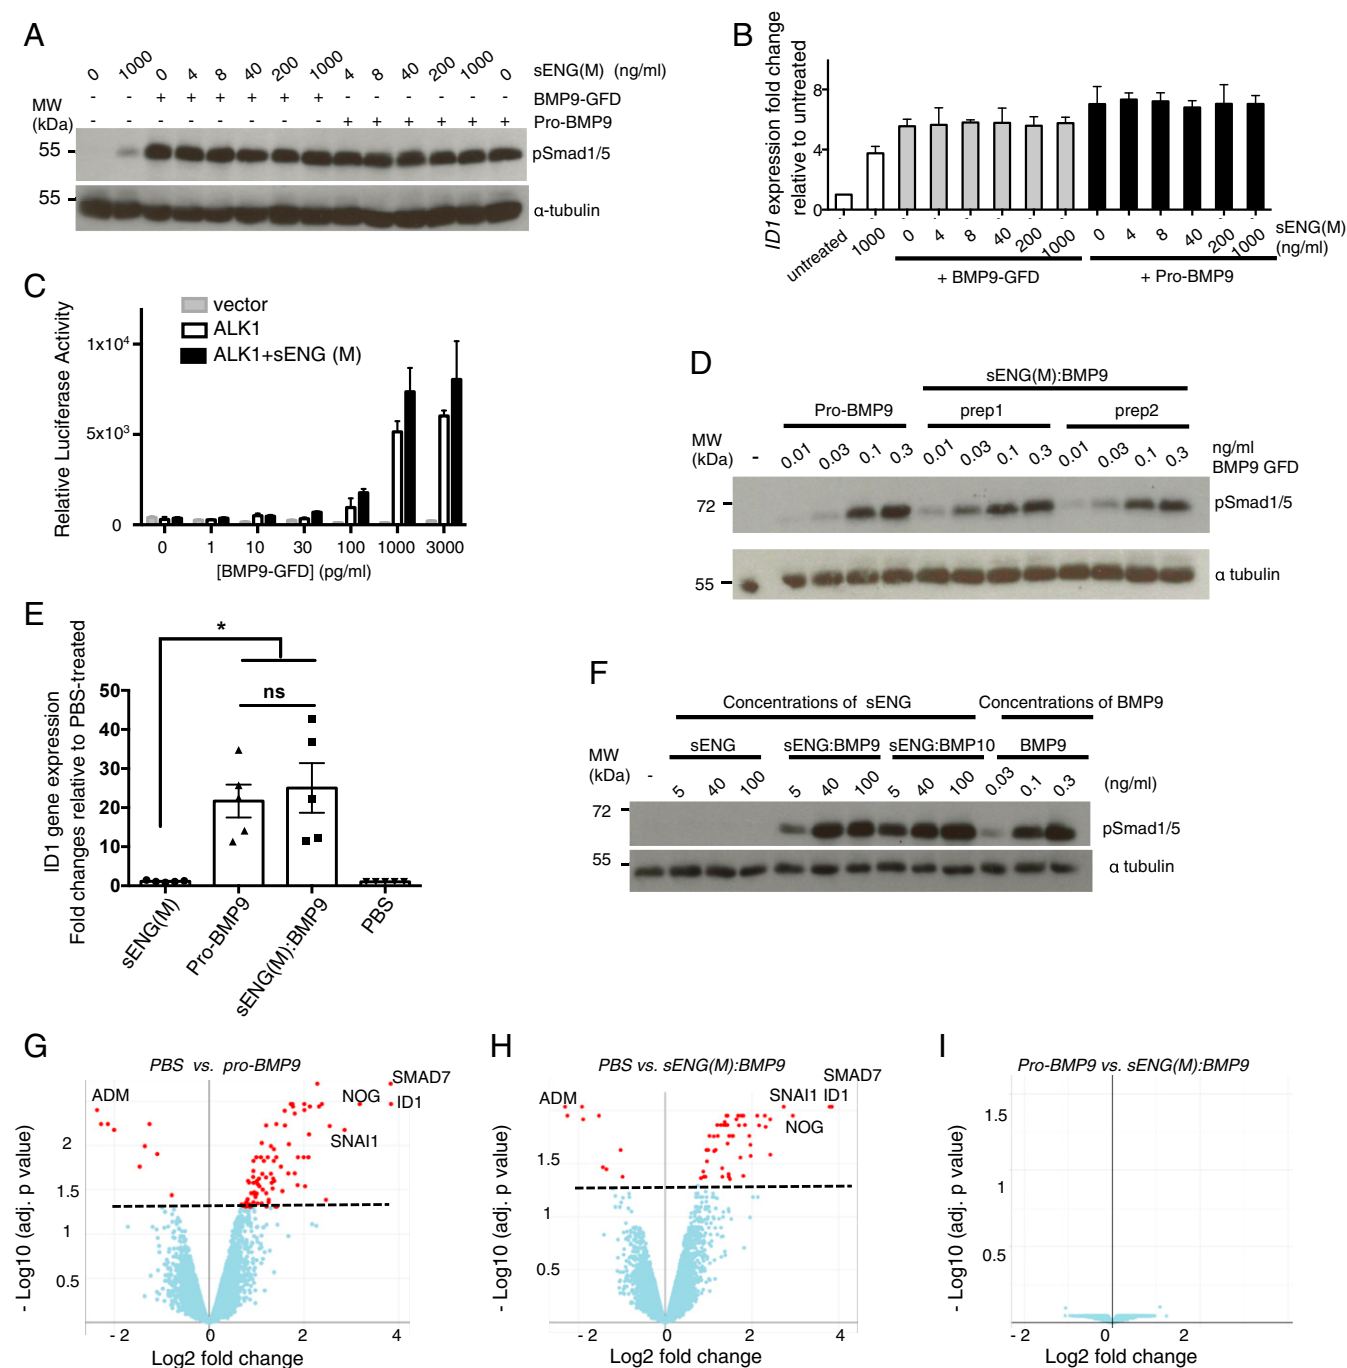 A
0 1000 0 4 8 40 200 1000 4 8 40 200 1000 0 sENG(M) (ng/ml)
- - + + + + + + - - - - - - BMP9-GFD
- - - - - - - - + + + + + + Pro-BMP9
MW
(kDa)
55
pSmad1/5
55
α-tubulin
B
ID1 expression fold change
relative to untreated
8
4
0
untreated 1000 0 4 8 40 200 1000 0 4 8 40 200 1000 sENG(M)
(ng/ml)
+ BMP9-GFD + Pro-BMP9
C
vector
ALK1
ALK1+sENG (M)
Relative Luciferase Activity
1x10⁴
5x10³
0
0 1 10 30 100 1000 3000
[BMP9-GFD] (pg/ml)
D
sENG(M):BMP9
Pro-BMP9 prep1 prep2
MW
(kDa)
- 0.01 0.03 0.1 0.3 0.01 0.03 0.1 0.3 0.01 0.03 0.1 0.3 ng/ml
BMP9 GFD
72
pSmad1/5
55
α tubulin
E
ID1 gene expression
Fold changes relative to PBS-treated
*
ns
50
40
30
20
10
0
sENG(M) Pro-BMP9 sENG(M):BMP9 PBS
F
Concentrations of sENG Concentrations of BMP9
sENG sENG:BMP9 sENG:BMP10 BMP9
MW
(kDa)
- 5 40 100 5 40 100 5 40 100 0.03 0.1 0.3 (ng/ml)
72
pSmad1/5
55
α tubulin
G
PBS vs. pro-BMP9
ADM
SMAD7
NOG
ID1
SNAI1
- Log10 (adj. p value)
2
1.5
1
0.5
- 2 0 2 4
Log2 fold change
H
PBS vs. sENG(M):BMP9
SMAD7
ADM
SNAI1 ID1
NOG
- Log10 (adj. p value)
1.5
1
0.5
- 2 0 2 4
Log2 fold change
I
Pro-BMP9 vs sENG(M):BMP9
- Log10 (adj. p value)
1.5
1
0.5
- 2 0 2
Log2 fold change